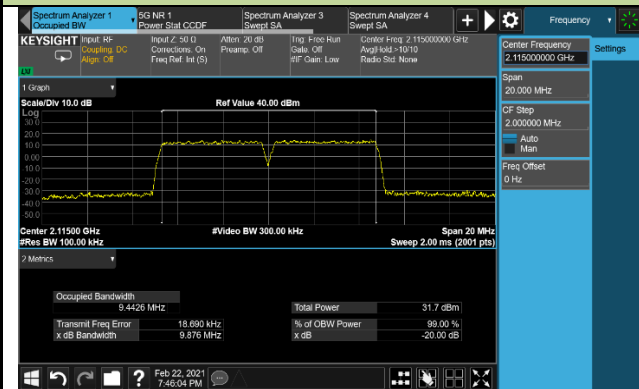 Spectrum Analyzer 1
Occupied BW
5G NR 1
Power Stat CCDF
Spectrum Analyzer 3
Swept SA
Spectrum Analyzer 4
Swept SA
Frequency
KEYSIGHT
Input: RF
Coupling: DC
Align: Off
Input Z: 50 Ω
Corrections: On
Freq Ref: Int (S)
Atten: 20 dB
Preamp: Off
Trig: Free Run
Gate: Off
#IF Gain: Low
Center Freq: 2.115000000 GHz
Avg|Hold:>10/10
Radio Std: None
Center Frequency
2.115000000 GHz
Settings
Span
20.000 MHz
CF Step
2.000000 MHz
Auto
Man
Freq Offset
0 Hz
1 Graph
Scale/Div 10.0 dB
Ref Value 40.00 dBm
Log
30.0
20.0
10.0
0.00
-10.0
-20.0
-30.0
-40.0
-50.0
Center 2.11500 GHz
#Res BW 100.00 kHz
#Video BW 300.00 kHz
Span 20 MHz
Sweep 2.00 ms (2001 pts)
2 Metrics
Occupied Bandwidth
9.4426 MHz
Total Power
31.7 dBm
Transmit Freq Error
18.690 kHz
% of OBW Power
99.00 %
x dB Bandwidth
9.876 MHz
x dB
-20.00 dB
Feb 22, 2021
7:46:04 PM